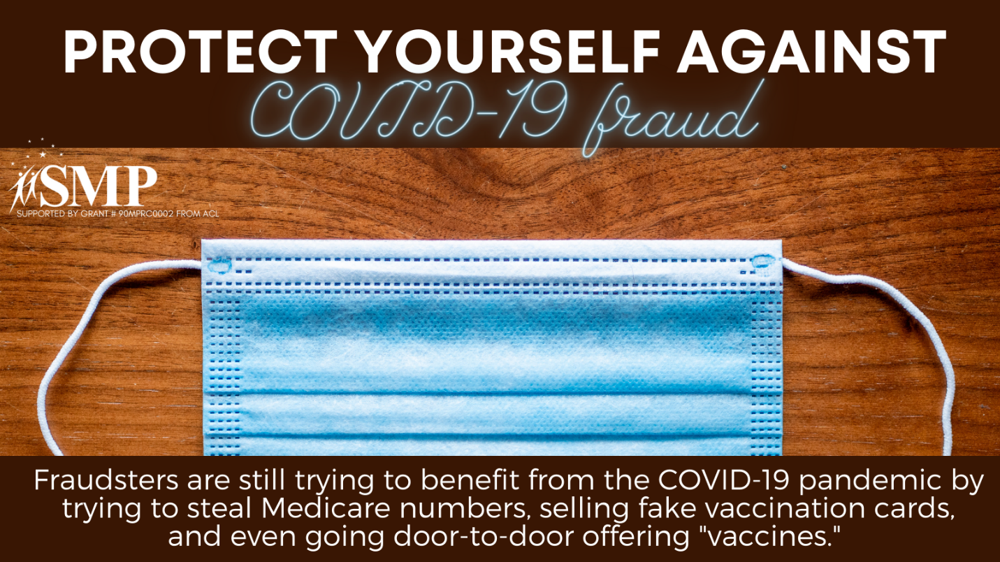 PROTECT YOURSELF AGAINST
COVID-19 fraud
SMP
SUPPORTED BY GRANT # 90MPRC0002 FROM ACL
Fraudsters are still trying to benefit from the COVID-19 pandemic by
trying to steal Medicare numbers, selling fake vaccination cards,
and even going door-to-door offering "vaccines."